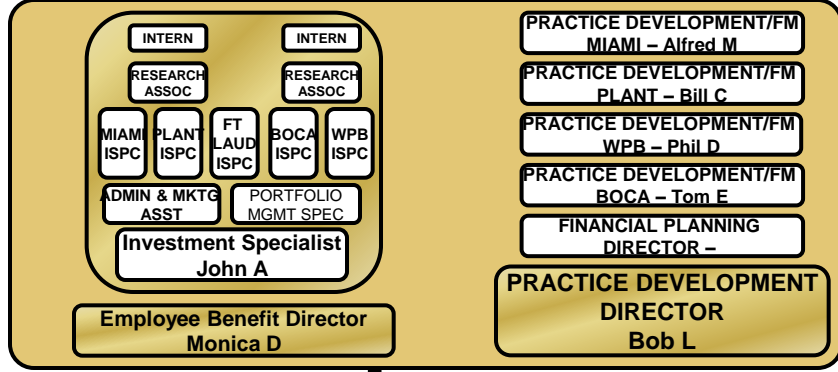 INTERN
INTERN
RESEARCH
ASSOC
RESEARCH
ASSOC
MIAMI
ISPC
PLANT
ISPC
FT
LAUD
ISPC
BOCA
ISPC
WPB
ISPC
ADMIN & MKTG
ASST
PORTFOLIO
MGMT SPEC
Investment Specialist
John A
Employee Benefit Director
Monica D
PRACTICE DEVELOPMENT/FM
MIAMI – Alfred M
PRACTICE DEVELOPMENT/FM
PLANT – Bill C
PRACTICE DEVELOPMENT/FM
WPB – Phil D
PRACTICE DEVELOPMENT/FM
BOCA – Tom E
FINANCIAL PLANNING
DIRECTOR –
PRACTICE DEVELOPMENT
DIRECTOR
Bob L